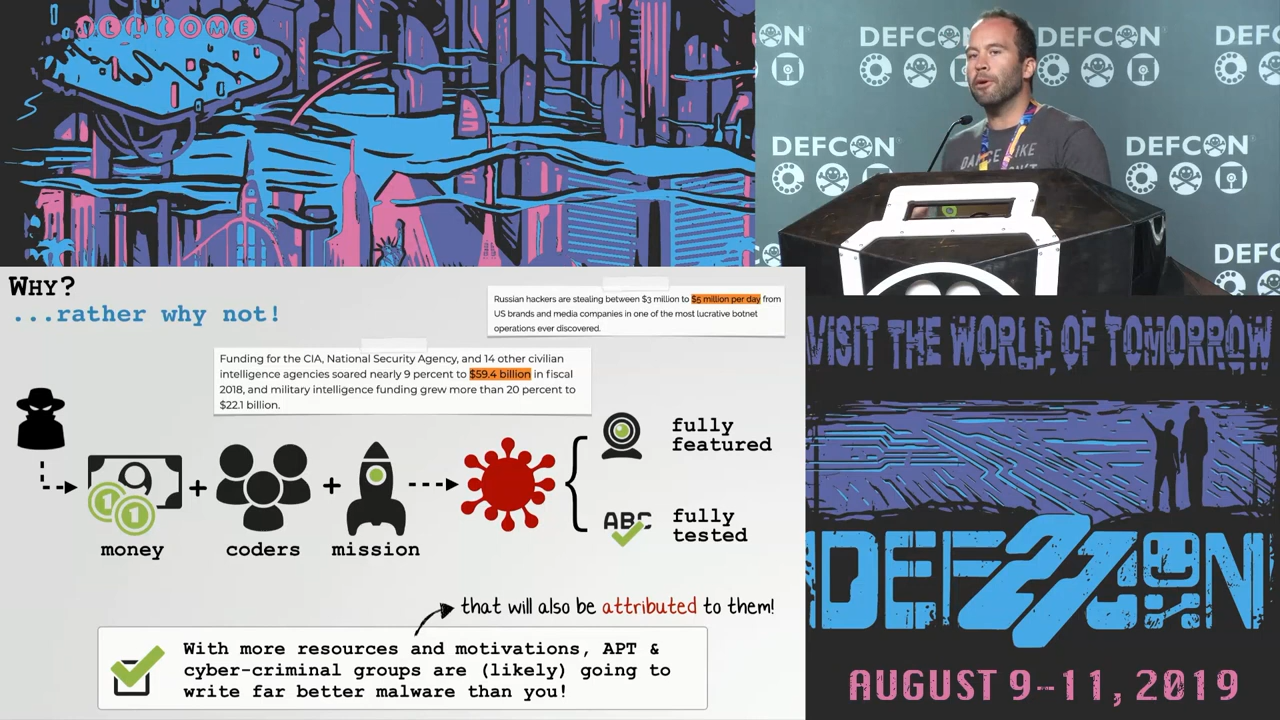 WELCOME
DEFCON
DEFCON
DEFCON
DEFCON
DANCE LIKE
WHY?
...rather why not!
Russian hackers are stealing between $3 million to $5 million per day from
US brands and media companies in one of the most lucrative botnet
operations ever discovered.
Funding for the CIA, National Security Agency, and 14 other civilian
intelligence agencies soared nearly 9 percent to $59.4 billion in fiscal
2018, and military intelligence funding grew more than 20 percent to
$22.1 billion.
fully
featured
ABC
fully
tested
money
+
coders
+
mission
that will also be attributed to them!
With more resources and motivations, APT &
cyber-criminal groups are (likely) going to
write far better malware than you!
VISIT THE WORLD OF TOMORROW
DEF27CON
AUGUST 9-11, 2019